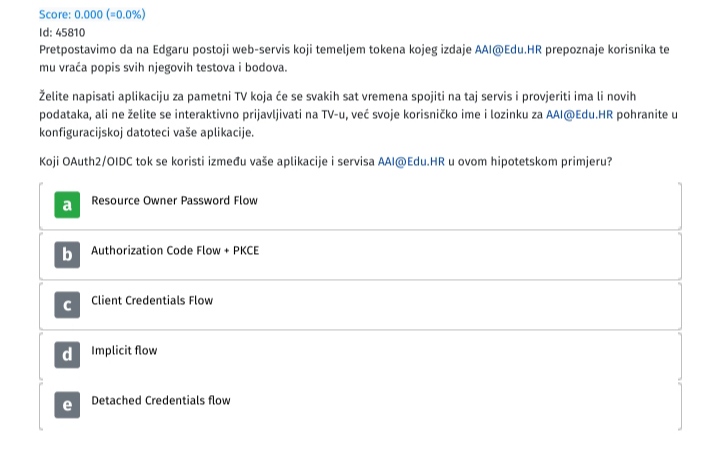 Score: 0.000 (≈0.0%)
Id: 45810
Pretpostavimo da na Edgaru postoji web-servis koji temeljem tokena kojeg izdaje AAI@Edu.HR prepoznaje korisnika te
mu vraća popis svih njegovih testova i bodova.
Želite napisati aplikaciju za pametni TV koja će se svakih sat vremena spojiti na taj servis i provjeriti ima li novih
podataka, ali ne želite se interaktivno prijavljivati na TV-u, već svoje korisničko ime i lozinku za AAI@Edu.HR pohranite u
konfiguracijskoj datoteci vaše aplikacije.
Koji OAuth2/OIDC tok se koristi između vaše aplikacije i servisa AAI@Edu.HR u ovom hipotetskom primjeru?
a Resource Owner Password Flow
b Authorization Code Flow + PKCE
c Client Credentials Flow
d Implicit flow
e Detached Credentials flow